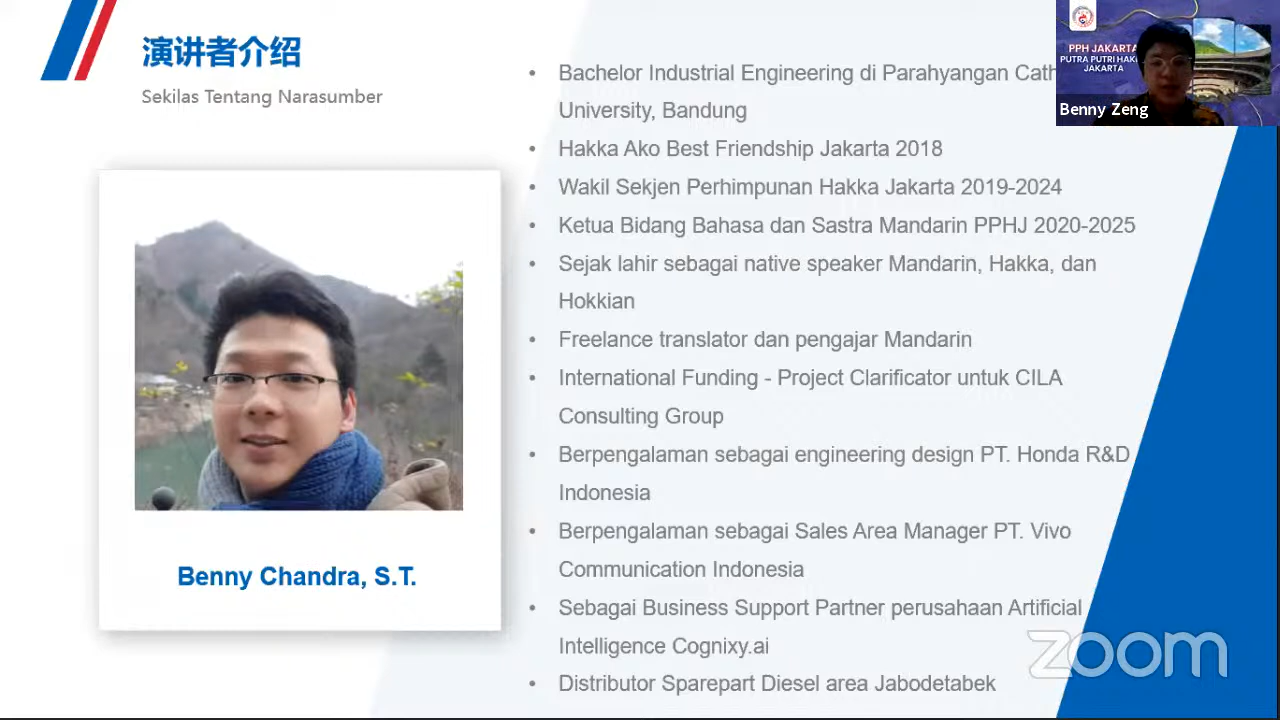 演讲者介绍
Sekilas Tentang Narasumber
Benny Chandra, S.T.
• Bachelor Industrial Engineering di Parahyangan Cath
University, Bandung
• Hakka Ako Best Friendship Jakarta 2018
• Wakil Sekjen Perhimpunan Hakka Jakarta 2019-2024
• Ketua Bidang Bahasa dan Sastra Mandarin PPHJ 2020-2025
• Sejak lahir sebagai native speaker Mandarin, Hakka, dan
Hokkian
• Freelance translator dan pengajar Mandarin
• International Funding - Project Clarificator untuk CILA
Consulting Group
• Berpengalaman sebagai engineering design PT. Honda R&D
Indonesia
• Berpengalaman sebagai Sales Area Manager PT. Vivo
Communication Indonesia
• Sebagai Business Support Partner perusahaan Artificial
Intelligence Cognixy.ai
• Distributor Sparepart Diesel area Jabodetabek
PPH JAKARTA
PUTRA PUTRI HAK
JAKARTA
Benny Zeng
zoom